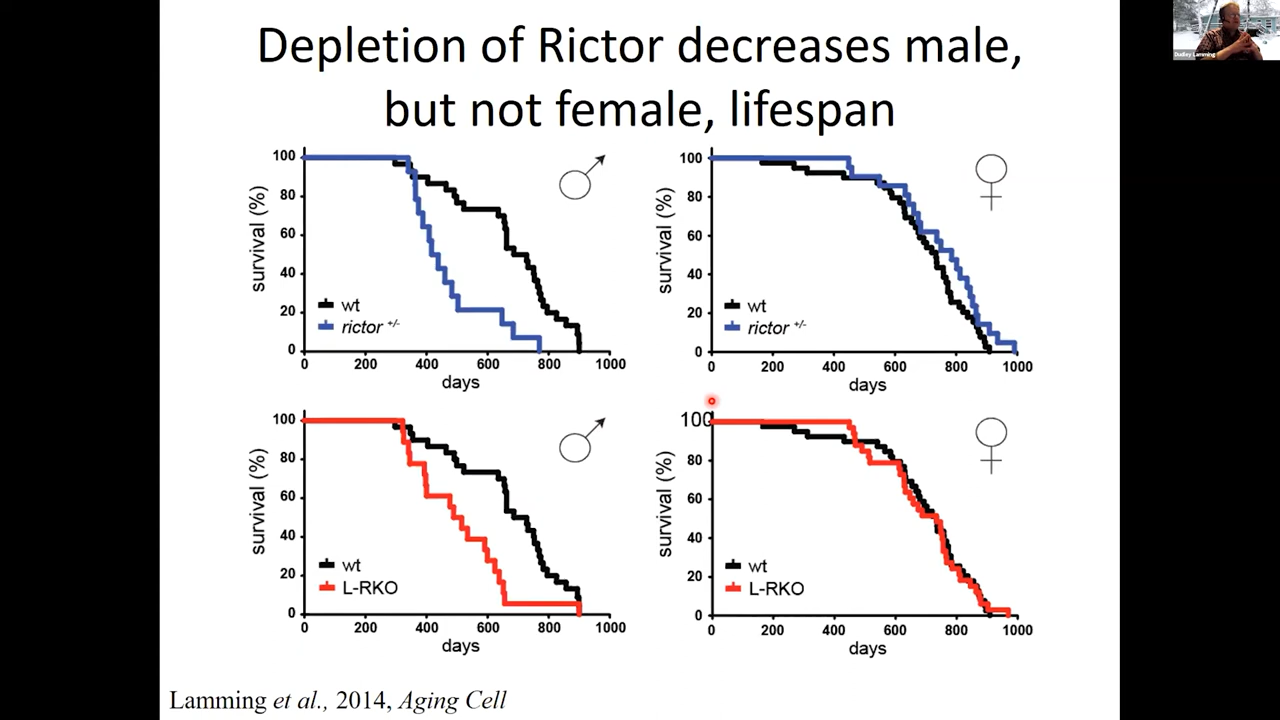 Depletion of Rictor decreases male,
but not female, lifespan
Dudley Lamming
100
80
60
40
20
0
survival (%)
wt
rictor +/-
0 200 400 600 800 1000
days
100
80
60
40
20
0
survival (%)
wt
rictor +/-
0 200 400 600 800 1000
days
100
80
60
40
20
0
survival (%)
wt
L-RKO
0 200 400 600 800 1000
days
100
80
60
40
20
0
survival (%)
wt
L-RKO
0 200 400 600 800 1000
days
Lamming et al., 2014, Aging Cell